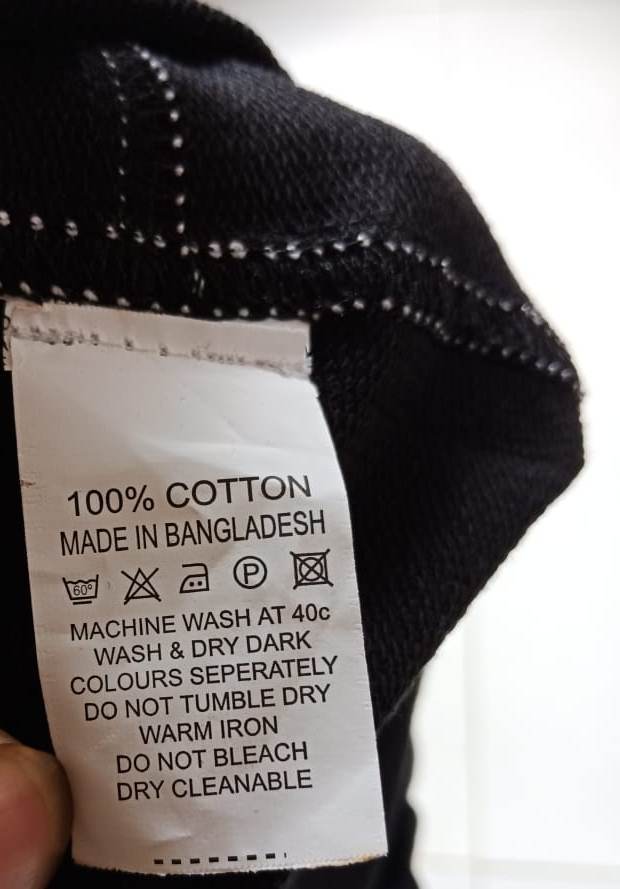 100% COTTON
MADE IN BANGLADESH
60° P
MACHINE WASH AT 40c
WASH & DRY DARK
COLOURS SEPERATELY
DO NOT TUMBLE DRY
WARM IRON
DO NOT BLEACH
DRY CLEANABLE